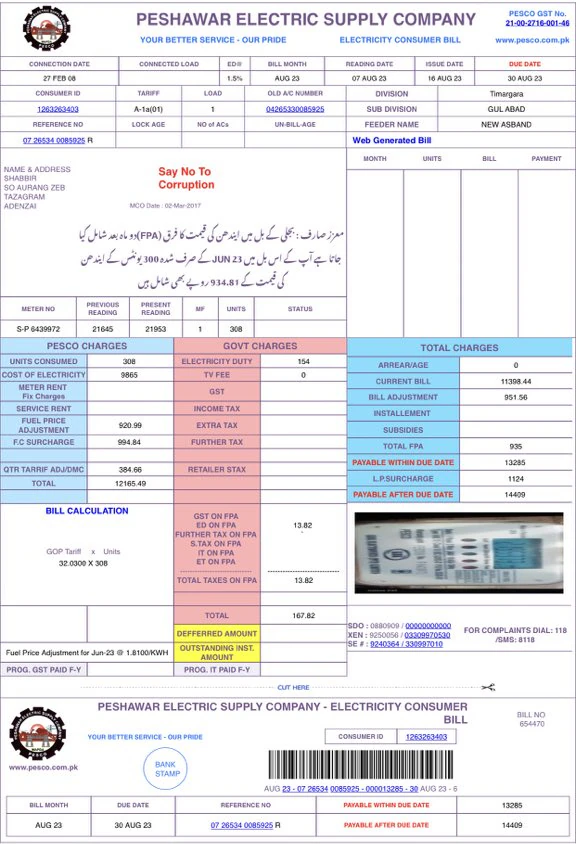 PESHAWAR ELECTRIC SUPPLY COMPANY
PESCO GST No.
21-00-2716-001-46
YOUR BETTER SERVICE - OUR PRIDE ELECTRICITY CONSUMER BILL www.pesco.com.pk
PESCO
CONNECTION DATE CONNECTED LOAD ED@ BILL MONTH READING DATE ISSUE DATE DUE DATE
27 FEB 08 1.5% AUG 23 07 AUG 23 16 AUG 23 30 AUG 23
CONSUMER ID TARIFF LOAD OLD A/C NUMBER DIVISION Timargara
1263263403 A-1a(01) 1 04265330085925 SUB DIVISION GUL ABAD
REFERENCE NO LOCK AGE NO of ACs UN-BILL-AGE FEEDER NAME NEW ASBAND
07 26534 0085925 R Web Generated Bill
MONTH UNITS BILL PAYMENT
NAME & ADDRESS
SHABBIR
SO AURANG ZEB
TAZAGRAM
ADENZAI
Say No To
Corruption
MCO Date : 02-Mar-2017
معزز صارف : بجلی کے بل میں ایندھن کی قیمت کا فرق (FPA) دو ماہ بعد شامل کیا
جاتا ہے آپ کے اس بل میں JUN 23 کے صرف شدہ 300 یونٹس کے ایندھن
کی قیمت کے 934.81 روپے بھی شامل ہیں
METER NO PREVIOUS READING PRESENT READING MF UNITS STATUS
S-P 6439972 21645 21953 1 308
PESCO CHARGES GOVT CHARGES TOTAL CHARGES
UNITS CONSUMED 308 ELECTRICITY DUTY 154 ARREAR/AGE 0
COST OF ELECTRICITY 9865 TV FEE 0 CURRENT BILL 11398.44
METER RENT
Fix Charges GST BILL ADJUSTMENT 951.56
SERVICE RENT INCOME TAX INSTALLEMENT
FUEL PRICE ADJUSTMENT 920.99 EXTRA TAX SUBSIDIES
F.C SURCHARGE 994.84 FURTHER TAX TOTAL FPA 935
PAYABLE WITHIN DUE DATE 13285
QTR TARRIF ADJ/DMC 384.66 RETAILER STAX L.P.SURCHARGE 1124
TOTAL 12165.49 PAYABLE AFTER DUE DATE 14409
BILL CALCULATION
GOP Tariff x Units
32.0300 X 308
GST ON FPA
ED ON FPA 13.82
FURTHER TAX ON FPA
S.TAX ON FPA
IT ON FPA
ET ON FPA
TOTAL TAXES ON FPA 13.82
TOTAL 167.82
DEFFERRED AMOUNT
Fuel Price Adjustment for Jun-23 @ 1.8100/KWH OUTSTANDING INST. AMOUNT
PROG. GST PAID F-Y PROG. IT PAID F-Y
SDO : 0880909 / 00000000000
XEN : 9250056 / 03309970530
SE # : 9240364 / 330997010
FOR COMPLAINTS DIAL: 118
/SMS: 8118
CUT HERE
PESHAWAR ELECTRIC SUPPLY COMPANY - ELECTRICITY CONSUMER
BILL
BILL NO
654470
PESCO
YOUR BETTER SERVICE - OUR PRIDE
CONSUMER ID 1263263403
www.pesco.com.pk
BANK
STAMP
AUG 23 - 07 26534 0085925 - 000013285 - 30 AUG 23 - 6
BILL MONTH DUE DATE REFERENCE NO PAYABLE WITHIN DUE DATE 13285
AUG 23 30 AUG 23 07 26534 0085925 R PAYABLE AFTER DUE DATE 14409